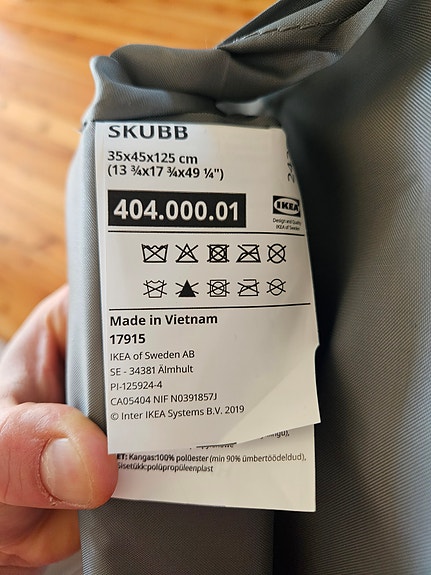 SKUBB
35x45x125 cm
(13 ¾x17 ¾x49 ¼")
404.000.01
IKEA
Design and Quality
IKEA of Sweden
Made in Vietnam
17915
IKEA of Sweden AB
SE - 34381 Älmhult
PI-125924-4
CA05404 NIF N0391857J
© Inter IKEA Systems B.V. 2019
ET: Kangas:100% polüester (min 90% ümbertöödeldud),
Sisetükk:polüpropüleenplast